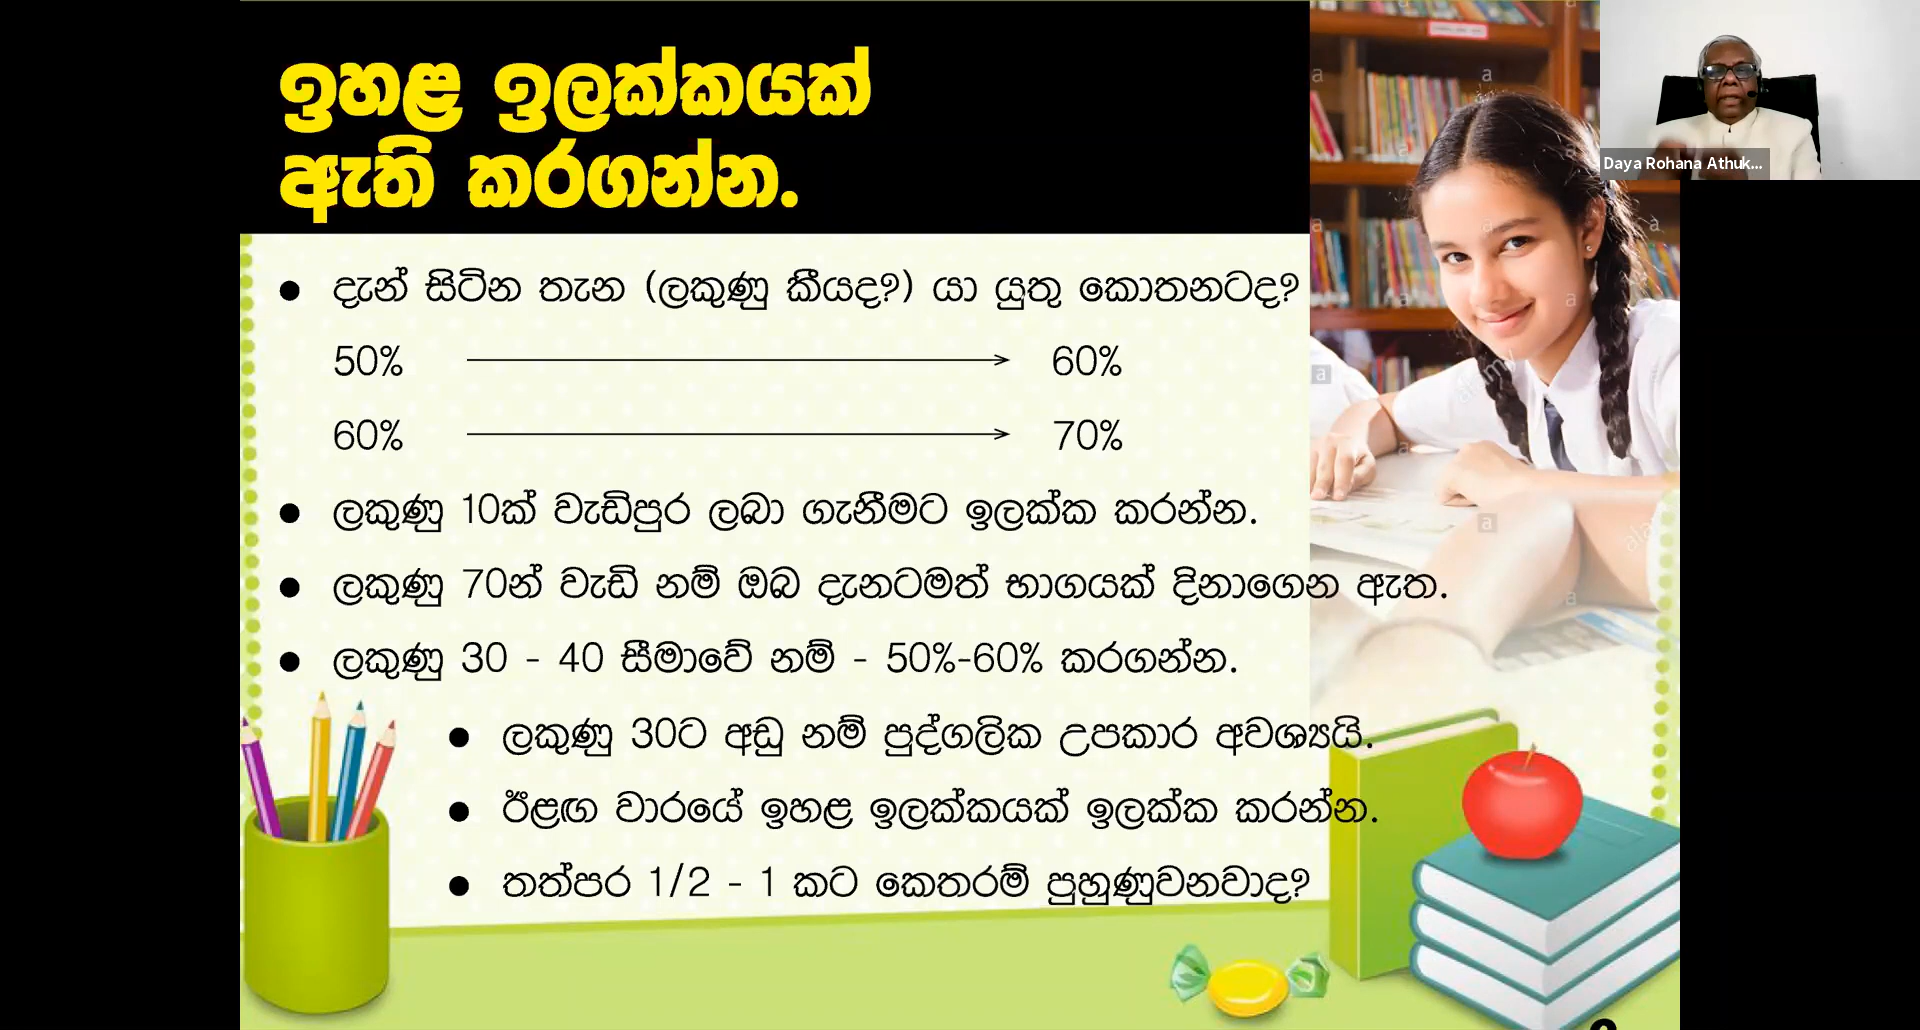 ඉහළ ඉලක්කයක්
ඇති කරගන්න.
Daya Rohana Athuk...
● දැන් සිටින තැන (ලකුණු කීයද?) යා යුතු කොතනටද?
50% 60%
60% 70%
● ලකුණු 10ක් වැඩිපුර ලබා ගැනීමට ඉලක්ක කරන්න.
● ලකුණු 70න් වැඩි නම් ඔබ දැනටමත් භාගයක් දිනාගෙන ඇත.
● ලකුණු 30 - 40 සීමාවේ නම් - 50%-60% කරගන්න.
● ලකුණු 30ට අඩු නම් පුද්ගලික උපකාර අවශ්‍යයි.
● ඊළඟ වාරයේ ඉහළ ඉලක්කයක් ඉලක්ක කරන්න.
● තත්පර 1/2 - 1 කට කෙතරම් පුහුණුවනවාද?